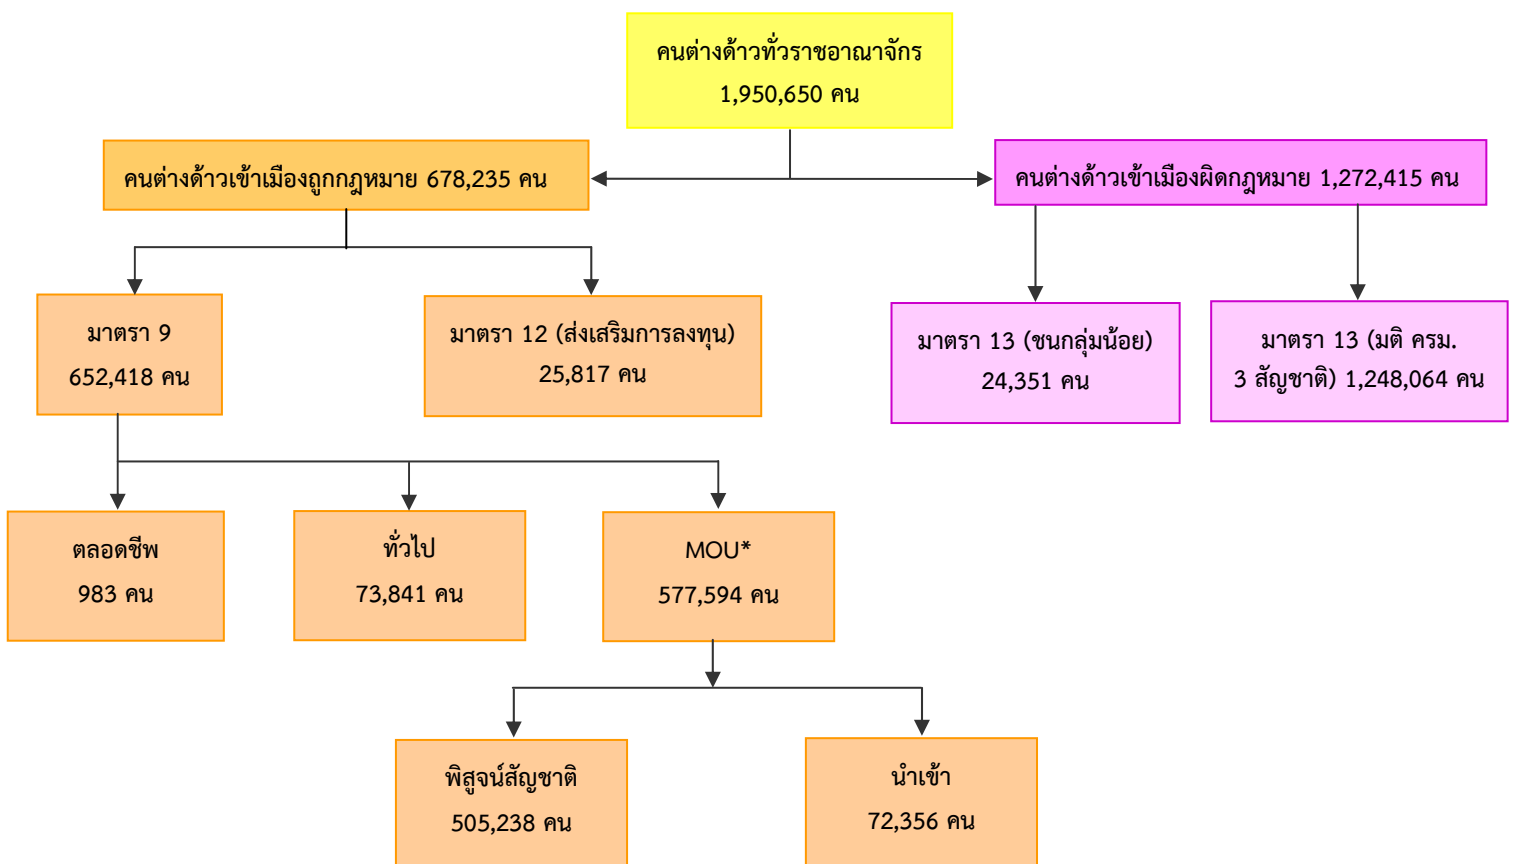 คนต่างด้าวทั่วราชอาณาจักร
1,950,650 คน
คนต่างด้าวเข้าเมืองถูกกฎหมาย 678,235 คน
คนต่างด้าวเข้าเมืองผิดกฎหมาย 1,272,415 คน
มาตรา 9
652,418 คน
มาตรา 12 (ส่งเสริมการลงทุน)
25,817 คน
มาตรา 13 (ชนกลุ่มน้อย)
24,351 คน
มาตรา 13 (มติ ครม.
3 สัญชาติ) 1,248,064 คน
ตลอดชีพ
983 คน
ทั่วไป
73,841 คน
MOU*
577,594 คน
พิสูจน์สัญชาติ
505,238 คน
นำเข้า
72,356 คน